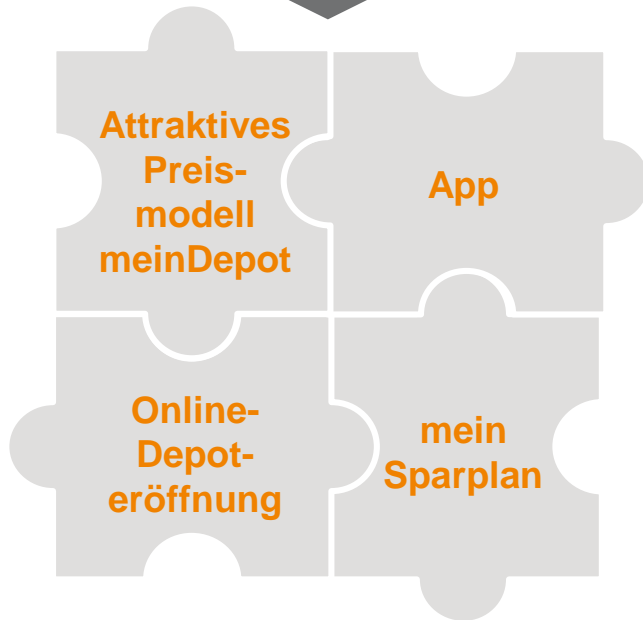 Attraktives
Preis-
modell
meinDepot
App
Online-
Depot-
eröffnung
mein
Sparplan